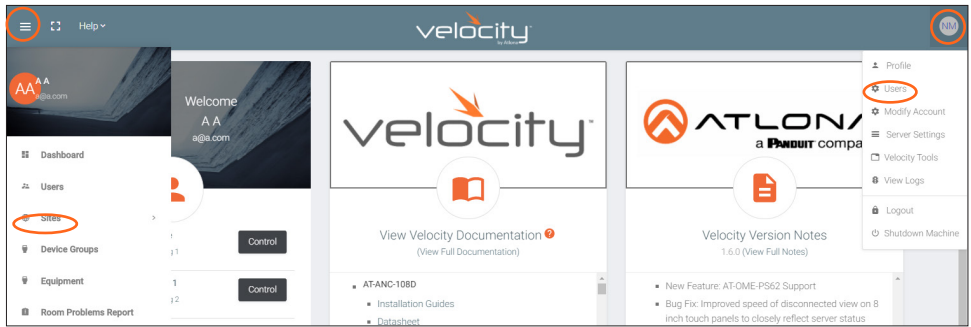 Help
velocity
by Atlona
NM
AA
A A
a@a.com
Dashboard
Users
Sites
Device Groups
Equipment
Room Problems Report
Welcome
A A
a@a.com
g 1
Control
1
g 2
Control
velocity
View Velocity Documentation ?
(View Full Documentation)
AT-ANC-108D
Installation Guides
Datasheet
ATLONA
a PANDUIT compa
Velocity Version Notes
1.6.0 (View Full Notes)
New Feature: AT-OME-PS62 Support
Bug Fix: Improved speed of disconnected view on 8
inch touch panels to closely reflect server status
Profile
Users
Modify Account
Server Settings
Velocity Tools
View Logs
Logout
Shutdown Machine